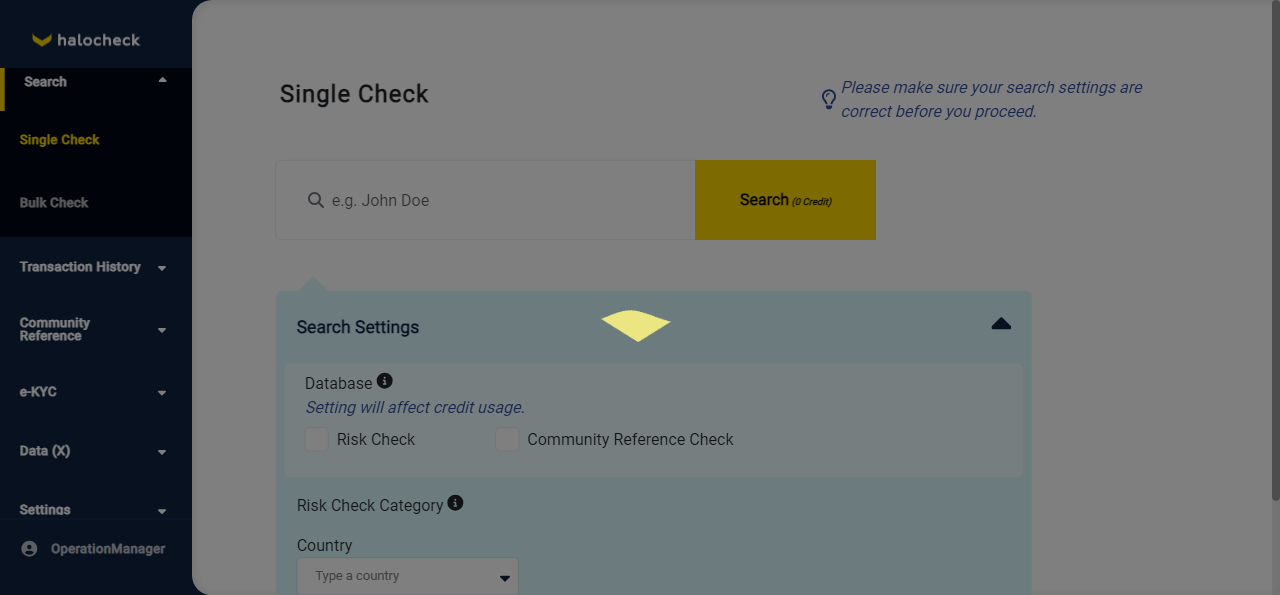 halocheck
Search
Single Check
Bulk Check
Transaction History
Community
Reference
e-KYC
Data (X)
Settings
OperationManager
Single Check
Please make sure your search settings are
correct before you proceed.
e.g. John Doe
Search (0 Credit)
Search Settings
Database
Setting will affect credit usage.
Risk Check
Community Reference Check
Risk Check Category
Country
Type a country